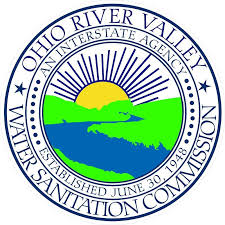 OHIO RIVER VALLEY
AN INTERSTATE AGENCY
ESTABLISHED JUNE 30, 1948
WATER SANITATION COMMISSION